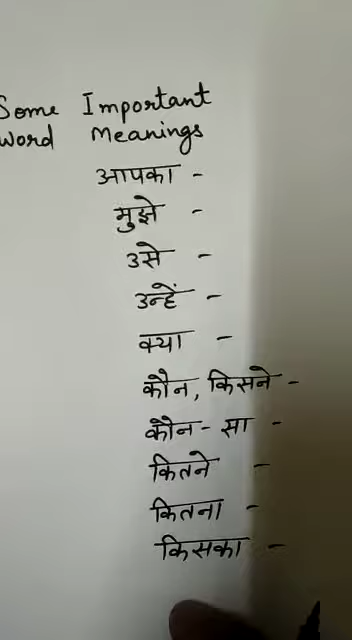 Some Important
word Meanings
आपका -
मुझे -
उसे -
उन्हें -
क्या -
कौन, किसने -
कौन - सा -
कितने -
कितना -
किसका -